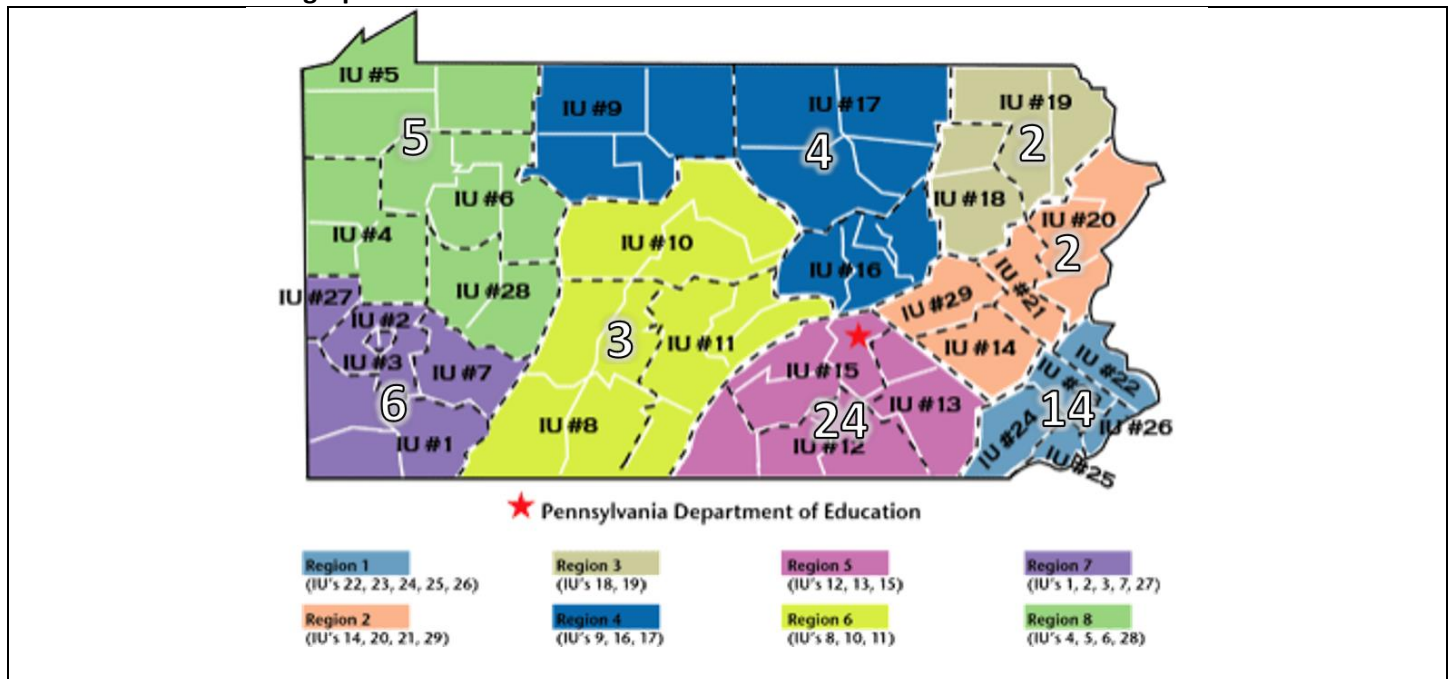 IU #5
IU #9
IU #17
IU #19
5
4
2
IU #6
IU #18
IU #4
IU #20
IU #10
2
IU #16
IU #28
IU #27
IU #29
IU #21
IU #2
3
IU #11
IU #14
IU #3
IU #7
IU #15
IU #22
6
IU #13
14
IU #8
24
IU #24
IU #26
IU #1
IU #12
IU #25
Pennsylvania Department of Education
Region 1
(IU's 22, 23, 24, 25, 26)
Region 3
(IU's 18, 19)
Region 5
(IU's 12, 13, 15)
Region 7
(IU's 1, 2, 3, 7, 27)
Region 2
(IU's 14, 20, 21, 29)
Region 4
(IU's 9, 16, 17)
Region 6
(IU's 8, 10, 11)
Region 8
(IU's 4, 5, 6, 28)